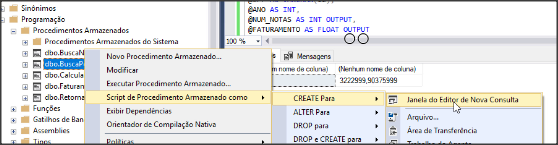 Sinônimos
Programação
Procedimentos Armazenados
Procedimentos Armazenados do Sistema
dbo.BuscaN
dbo.BuscaP
dbo.Calcula
dbo.Faturan
dbo.Retorna
Funções
Gatilhos de Ban
Assemblies
Tipos
Novo Procedimento Armazenado...
Modificar
Executar Procedimento Armazenado...
Script de Procedimento Armazenado como
Exibir Dependências
Orientador de Compilação Nativo
Políticas
@ANO AS INT,
@NUM_NOTAS AS INT OUTPUT,
@FATURAMENTO AS FLOAT OUTPUT
100 %
Mensagens
nome de coluna)
(Nenhum nome de coluna)
3222999,90375999
CREATE Para
ALTER Para
DROP para
DROP e CREATE para
Janela do Editor de Nova Consulta
Arquivo...
Área de Transferência